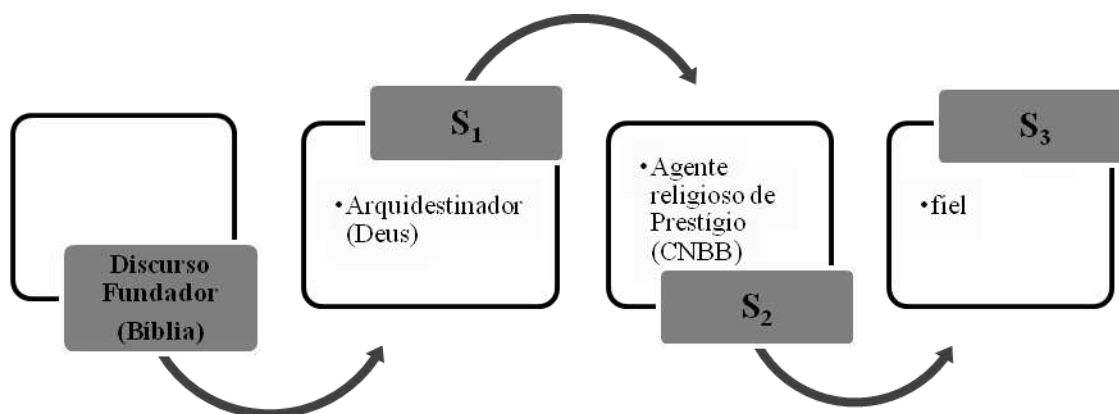 Discurso
Fundador
(Bíblia)
S₁
•Arquidestinador
(Deus)
•Agente
religioso de
Prestígio
(CNBB)
S₂
S₃
•fiel